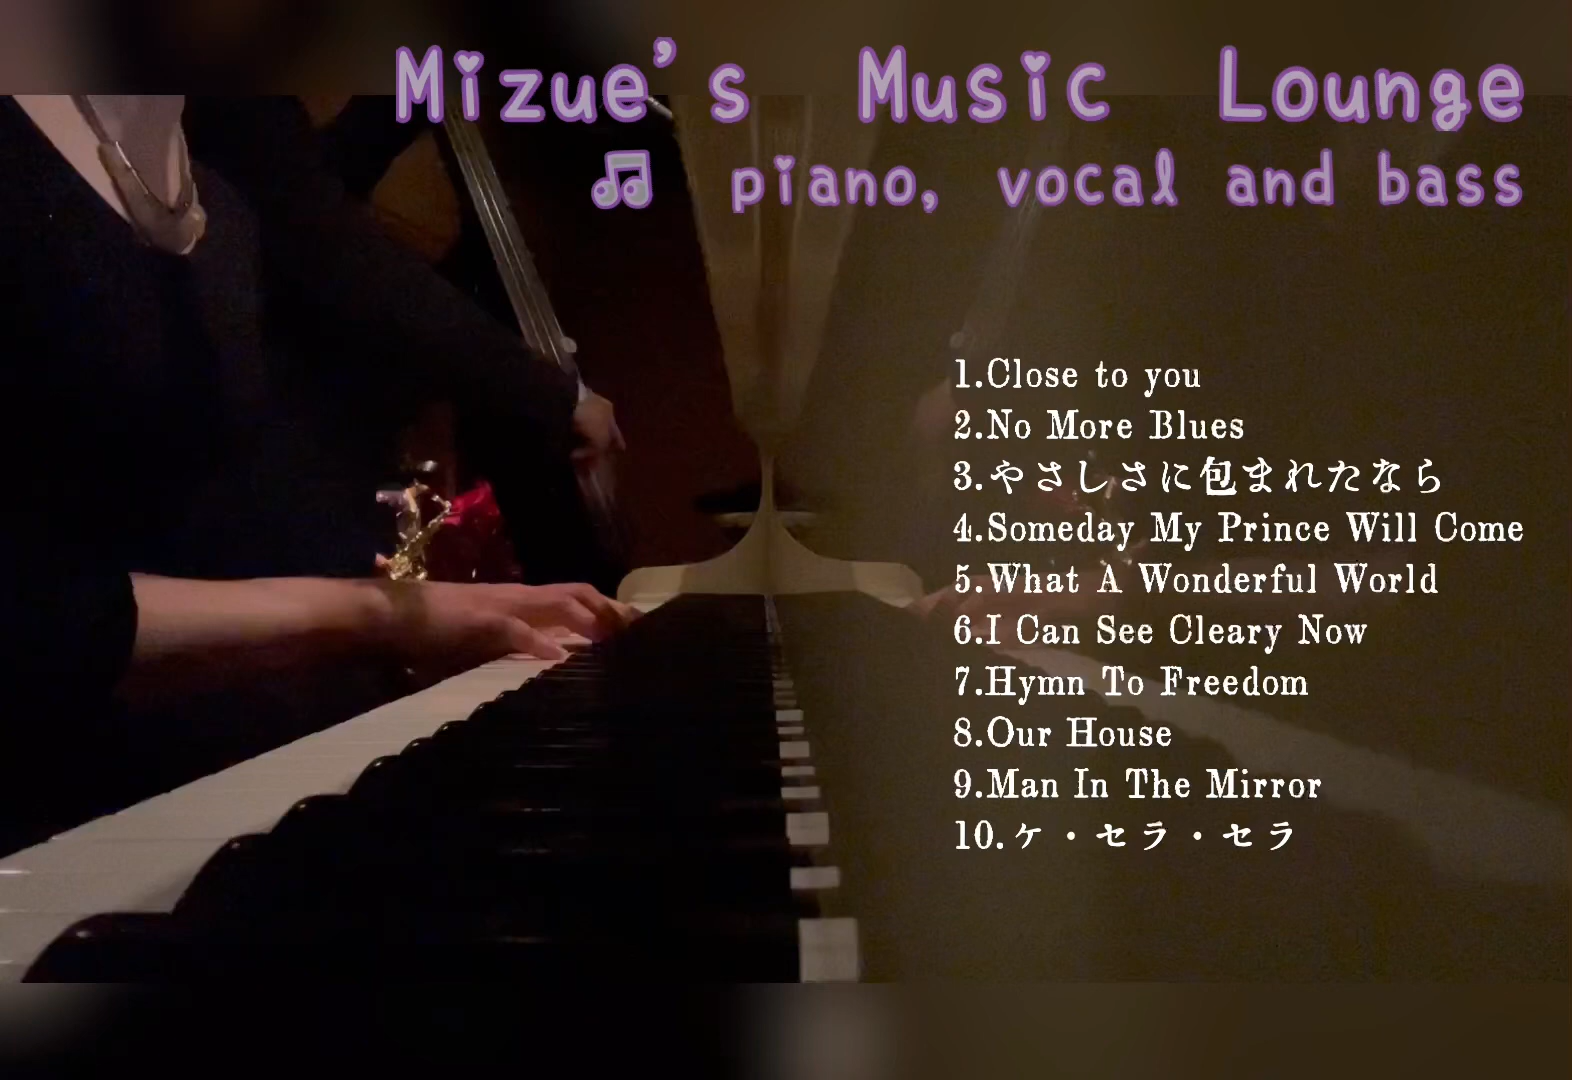 Mizue's Music Lounge
♫ piano, vocal and bass
1.Close to you
2.No More Blues
3.やさしさに包まれたなら
4.Someday My Prince Will Come
5.What A Wonderful World
6.I Can See Cleary Now
7.Hymn To Freedom
8.Our House
9.Man In The Mirror
10.ケ・セラ・セラ